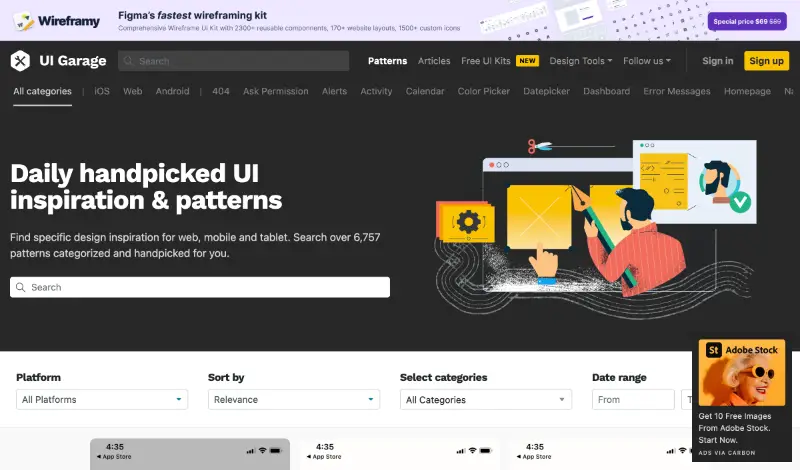 Wireframy
Figma's fastest wireframing kit
Comprehensive Wireframe Ui Kit with 2300+ reusable components, 170+ website layouts, 1500+ custom icons
Special price $69 $89
UI Garage
Search
Patterns
Articles
Free UI Kits NEW
Design Tools
Follow us
Sign in
Sign up
All categories | iOS Web Android | 404 Ask Permission Alerts Activity Calendar Color Picker Datepicker Dashboard Error Messages Homepage Na
Daily handpicked UI
inspiration & patterns
Find specific design inspiration for web, mobile and tablet. Search over 6,757
patterns categorized and handpicked for you.
Search
Platform
All Platforms
Sort by
Relevance
Select categories
All Categories
Date range
From
T
St Adobe Stock
Get 10 Free Images
From Adobe Stock.
Start Now.
ADS VIA CARBON
4:35
App Store
4:35
App Store
4:35
App Store